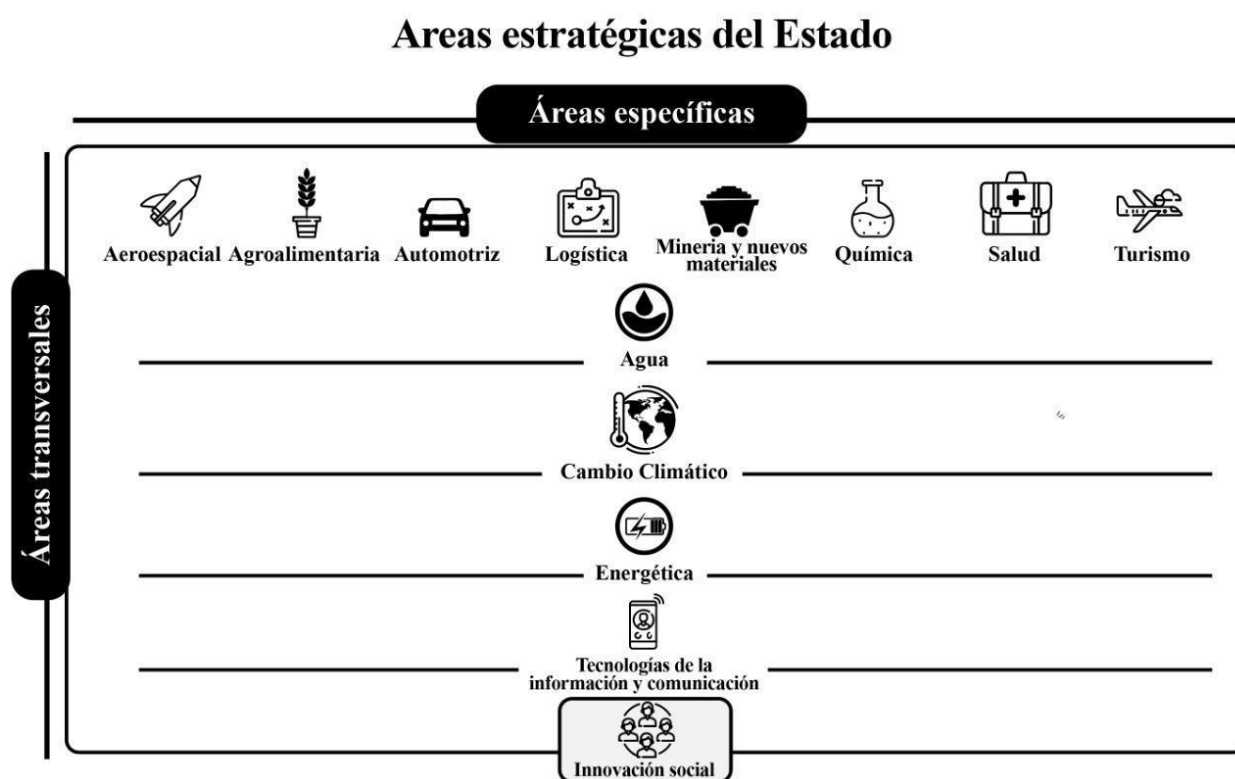 Areas estratégicas del Estado
Áreas específicas
Áreas transversales
Aeroespacial
Agroalimentaria
Automotriz
Logística
Mineria y nuevos
materiales
Química
Salud
Turismo
Agua
Cambio Climático
Energética
Tecnologías de la
información y comunicación
Innovación social